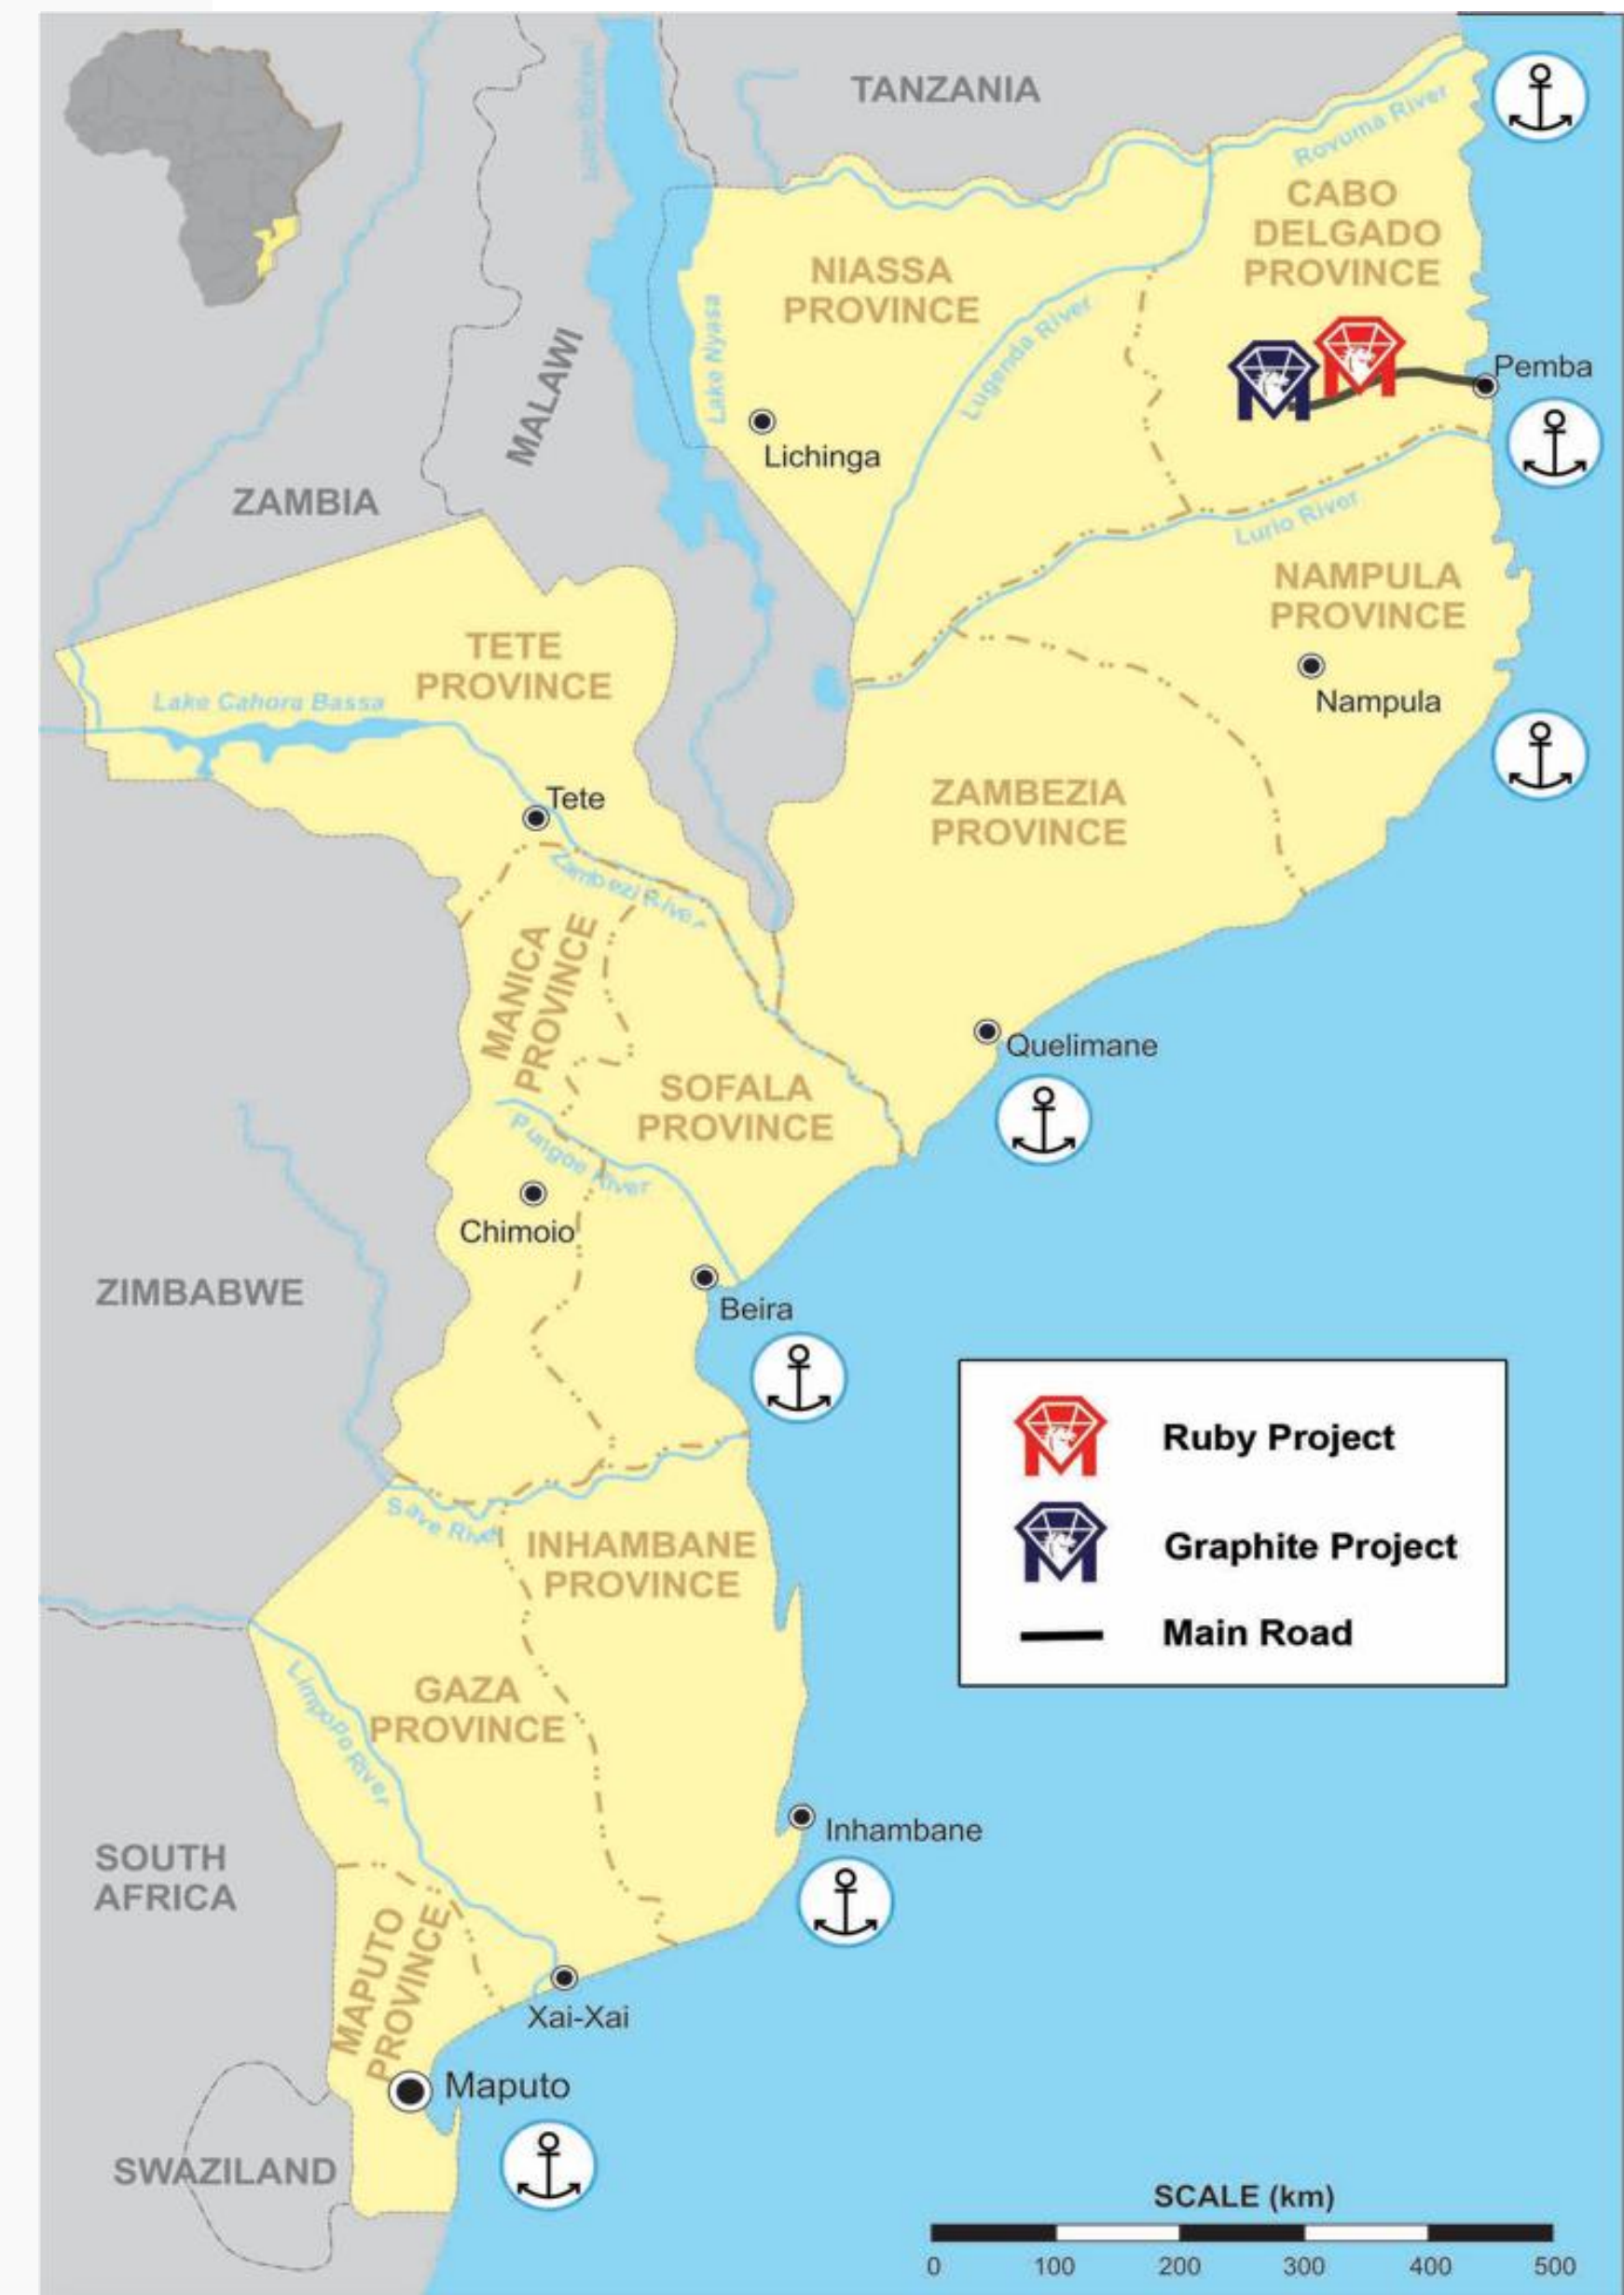 TANZANIA
Rovuma River
CABO
DELGADO
PROVINCE
NIASSA
PROVINCE
Lugenda River
Lake Nyasa
MALAWI
Pemba
Lichinga
ZAMBIA
Lurio River
NAMPULA
PROVINCE
Nampula
TETE
PROVINCE
Lake Cahora Bassa
Tete
Zambezi River
ZAMBEZIA
PROVINCE
MANICA
PROVINCE
Quelimane
SOFALA
PROVINCE
Pungoe River
Chimoio
Beira
ZIMBABWE
Ruby Project
Graphite Project
Main Road
Save River
INHAMBANE
PROVINCE
GAZA
PROVINCE
Limpopo River
Inhambane
SOUTH
AFRICA
MAPUTO
PROVINCE
Xai-Xai
Maputo
SWAZILAND
SCALE (km)
0 100 200 300 400 500